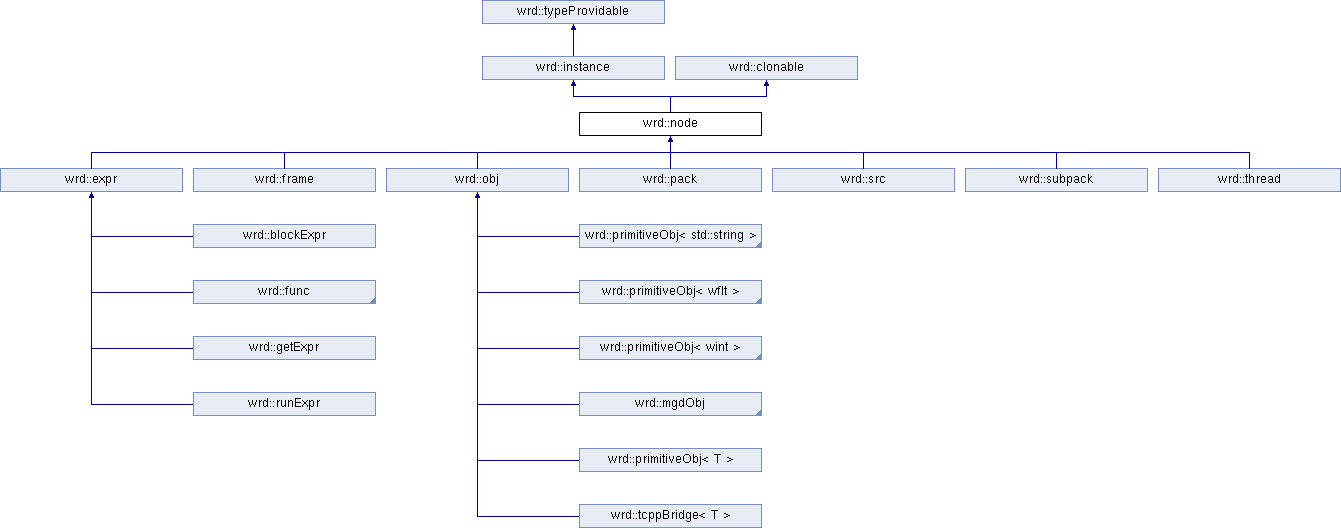 wrd::typeProvidable
wrd::instance
wrd::clonable
wrd::node
wrd::expr
wrd::frame
wrd::obj
wrd::pack
wrd::src
wrd::subpack
wrd::thread
wrd::blockExpr
wrd::primitiveObj< std::string >
wrd::func
wrd::primitiveObj< wflt >
wrd::getExpr
wrd::primitiveObj< wint >
wrd::runExpr
wrd::mgdObj
wrd::primitiveObj< T >
wrd::tcppBridge< T >